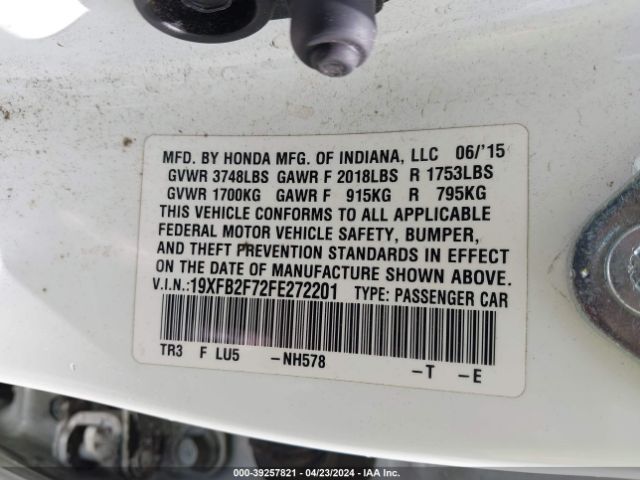 MFD. BY HONDA MFG. OF INDIANA, LLC 06/'15
GVWR 3748LBS GAWR F 2018LBS R 1753LBS
GVWR 1700KG GAWR F 915KG R 795KG
THIS VEHICLE CONFORMS TO ALL APPLICABLE
FEDERAL MOTOR VEHICLE SAFETY, BUMPER,
AND THEFT PREVENTION STANDARDS IN EFFECT
ON THE DATE OF MANUFACTURE SHOWN ABOVE.
V.I.N.:19XFB2F72FE272201 TYPE: PASSENGER CAR
TR3 F LU5 -NH578 -T -E
000-39257821 - 04/23/2024 - IAA Inc.